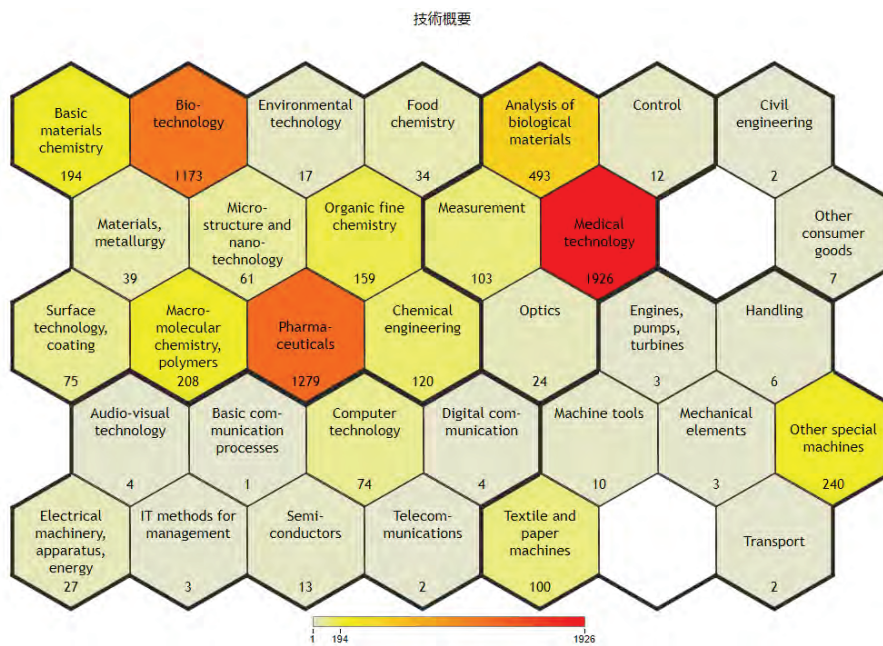 技術概要
Basic
materials
chemistry
194
Bio-
technology
1173
Environmental
technology
17
Food
chemistry
34
Analysis of
biological
materials
493
Control
12
Civil
engineering
2
Materials,
metallurgy
39
Micro-
structure and
nano-
technology
61
Organic fine
chemistry
159
Measurement
103
Medical
technology
1926
Other
consumer
goods
7
Surface
technology,
coating
75
Macro-
molecular
chemistry,
polymers
208
Pharma-
ceuticals
1279
Chemical
engineering
120
Optics
24
Engines,
pumps,
turbines
3
Handling
6
Audio-visual
technology
4
Basic com-
munication
processes
1
Computer
technology
74
Digital com-
munication
4
Machine tools
10
Mechanical
elements
3
Other special
machines
240
Electrical
machinery,
apparatus,
energy
27
IT methods for
management
3
Semi-
conductors
13
Telecom-
munications
2
Textile and
paper
machines
100
Transport
2
1 194 1926